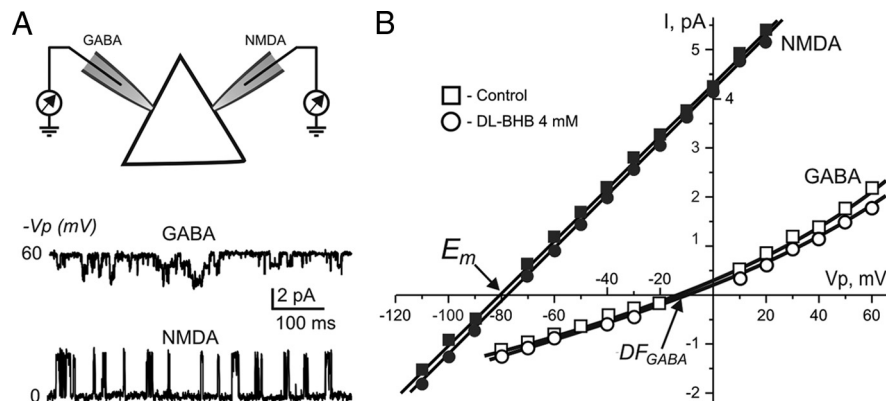 A
GABA
NMDA
-Vp (mV)
GABA
60
2 pA
100 ms
NMDA
0
B
I, pA
NMDA
- Control
- DL-BHB 4 mM
GABA
Em
Vp, mV
DFGABA
5
4
3
2
1
-1
-2
-120
-100
-80
-60
-40
-20
0
20
40
60